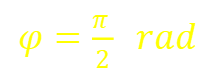 φ = π/2 rad